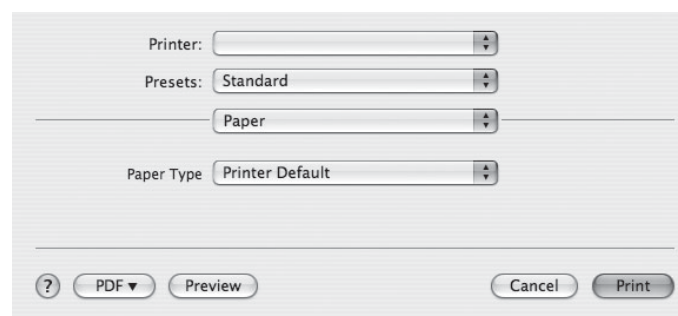 Printer:
Presets: Standard
Paper
Paper Type Printer Default
? PDF▼ Preview Cancel Print